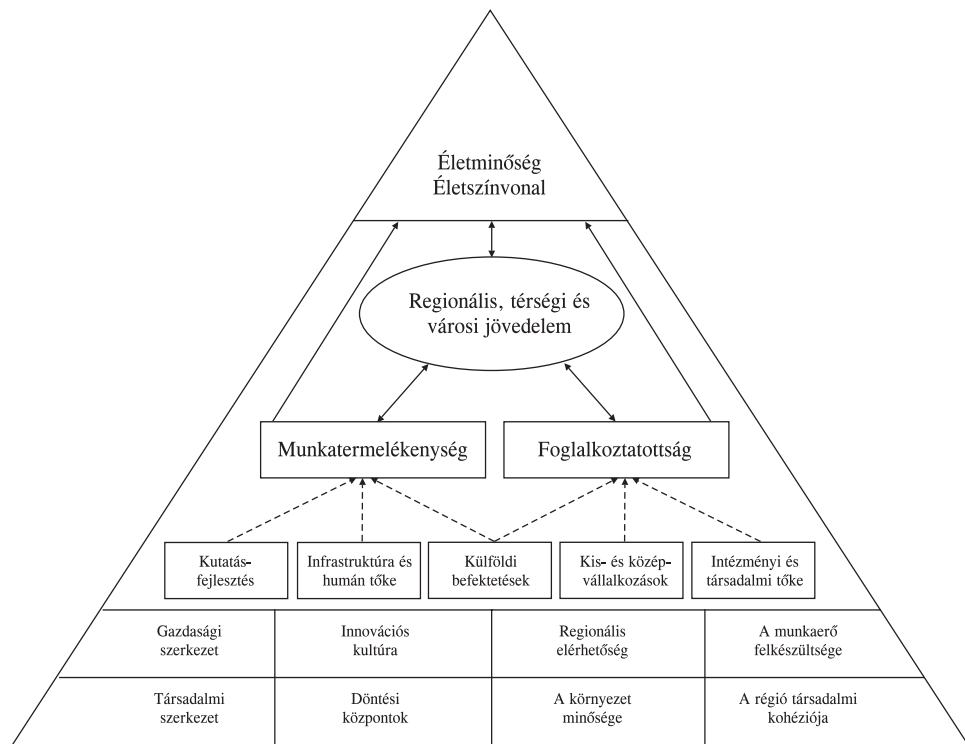 Életminőség
Életszínvonal
Regionális, térségi és
városi jövedelem
Munkatermelékenység
Foglalkoztatottság
Kutatás-
fejlesztés
Infrastruktúra és
humán tőke
Külföldi
befektetések
Kis- és közép-
vállalkozások
Intézményi és
társadalmi tőke
Gazdasági
szerkezet
Innovációs
kultúra
Regionális
elérhetőség
A munkaerő
felkészültsége
Társadalmi
szerkezet
Döntési
központok
A környezet
minősége
A régió társadalmi
kohéziója